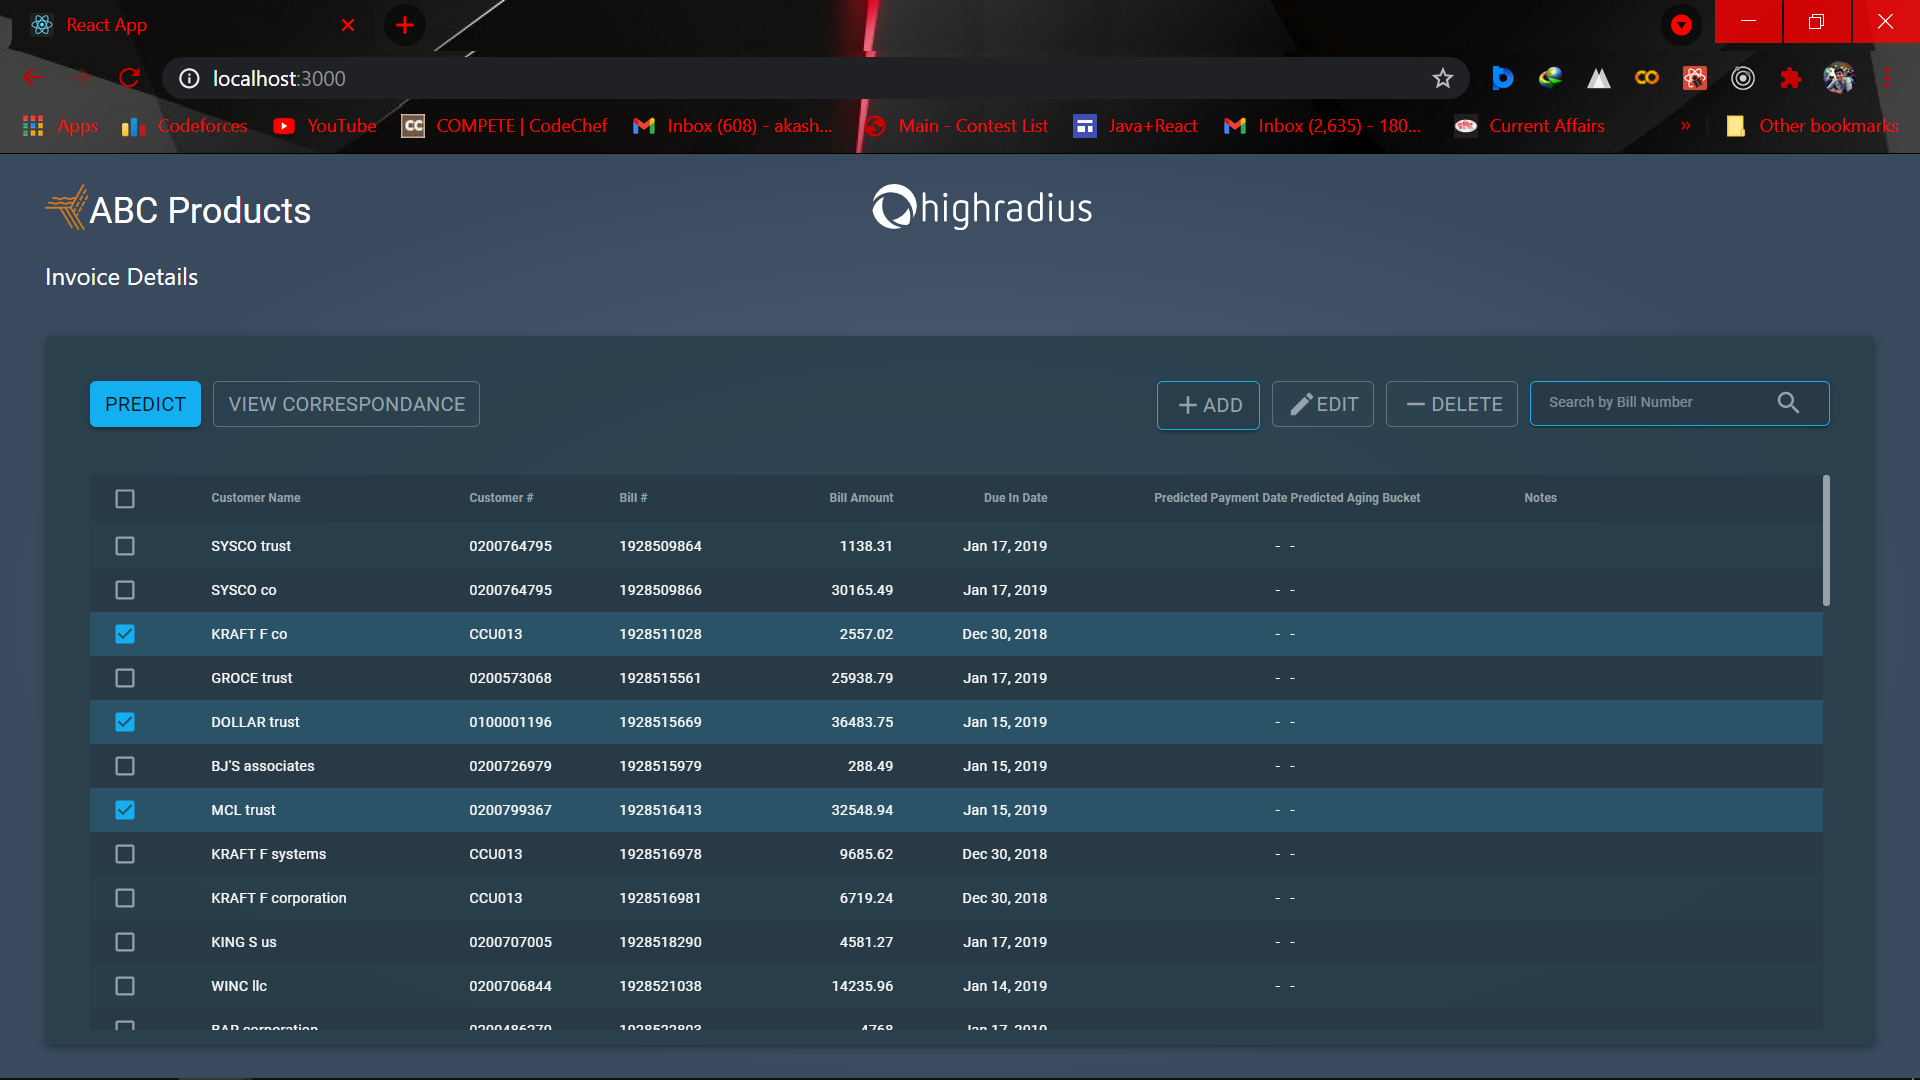 React App
localhost:3000
Apps Codeforces YouTube CC COMPETE | CodeChef Inbox (608) - akash... Main - Contest List Java+React Inbox (2,635) - 180... Current Affairs » Other bookmarks
ABC Products
highradius
Invoice Details
PREDICT VIEW CORRESPONDANCE + ADD EDIT — DELETE Search by Bill Number
Customer Name Customer # Bill # Bill Amount Due In Date Predicted Payment Date Predicted Aging Bucket Notes
SYSCO trust 0200764795 1928509864 1138.31 Jan 17, 2019 - -
SYSCO co 0200764795 1928509866 30165.49 Jan 17, 2019 - -
KRAFT F co CCU013 1928511028 2557.02 Dec 30, 2018 - -
GROCE trust 0200573068 1928515561 25938.79 Jan 17, 2019 - -
DOLLAR trust 0100001196 1928515669 36483.75 Jan 15, 2019 - -
BJ'S associates 0200726979 1928515979 288.49 Jan 15, 2019 - -
MCL trust 0200799367 1928516413 32548.94 Jan 15, 2019 - -
KRAFT F systems CCU013 1928516978 9685.62 Dec 30, 2018 - -
KRAFT F corporation CCU013 1928516981 6719.24 Dec 30, 2018 - -
KING S us 0200707005 1928518290 4581.27 Jan 17, 2019 - -
WINC llc 0200706844 1928521038 14235.96 Jan 14, 2019 - -
corporation 4768 Jan 17, 2019